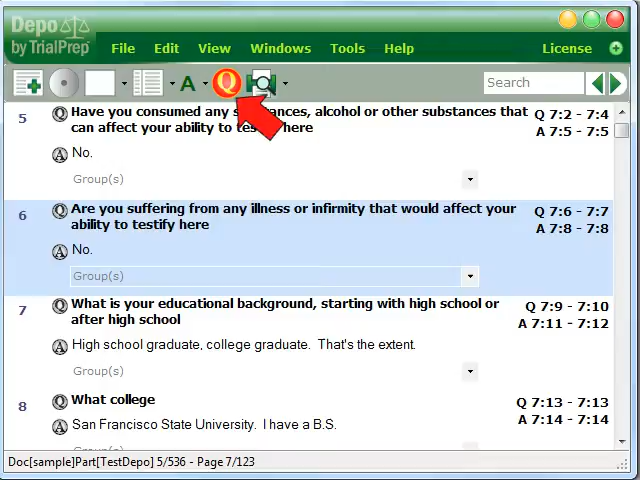 Depo
by TrialPrep
File Edit View Windows Tools Help License
A Q Search
5 Q Have you consumed any substances, alcohol or other substances that Q 7:2 - 7:4
can affect your ability to testify here A 7:5 - 7:5
A No.
Group(s)
6 Q Are you suffering from any illness or infirmity that would affect your Q 7:6 - 7:7
ability to testify here A 7:8 - 7:8
A No.
Group(s)
7 Q What is your educational background, starting with high school or Q 7:9 - 7:10
after high school A 7:11 - 7:12
A High school graduate, college graduate. That's the extent.
Group(s)
8 Q What college Q 7:13 - 7:13
A San Francisco State University. I have a B.S. A 7:14 - 7:14
Group(s)
Doc[sample]Part[TestDepo] 5/536 - Page 7/123